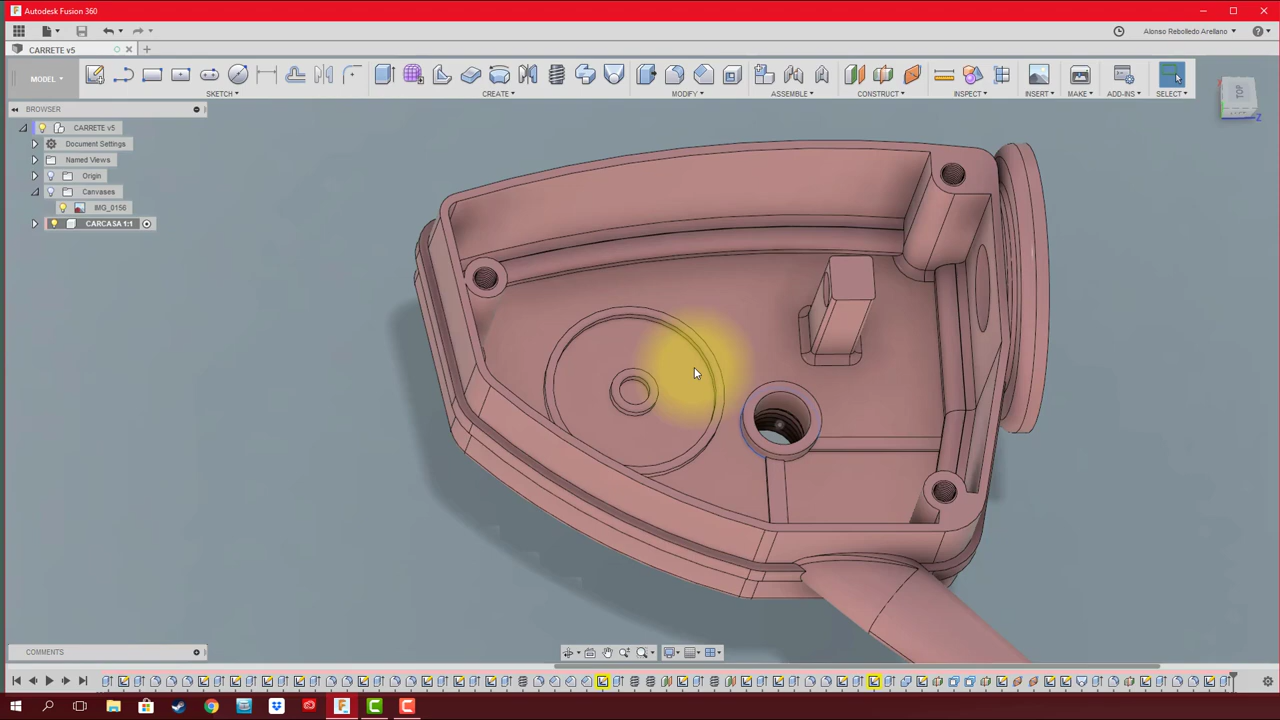 Autodesk Fusion 360
Alonso Rebolledo Arellano
CARRETE v5
MODEL
SKETCH
CREATE
MODIFY
ASSEMBLE
CONSTRUCT
INSPECT
INSERT
MAKE
ADD-INS
SELECT
TOP
Z
BROWSER
CARRETE v5
Document Settings
Named Views
Origin
Canvases
IMG_0156
CARCASA 1:1
COMMENTS